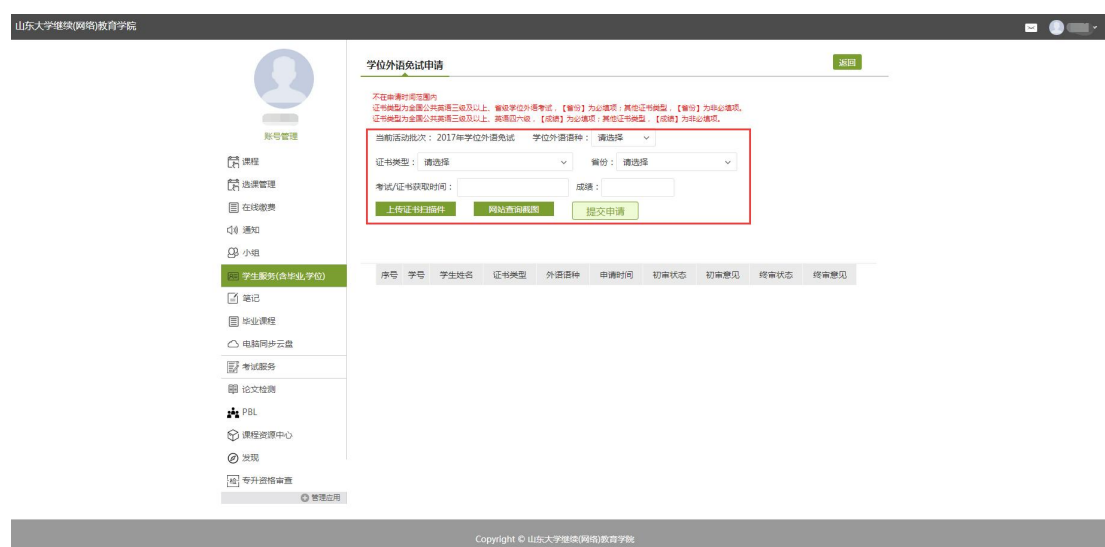 山东大学继续(网络)教育学院
学位外语免试申请
返回
不在申请时间范围内
证书类型为全国公共英语三级及以上、省级学位外语考试，【省份】为必填项；其他证书类型，【省份】为非必填项。
证书类型为全国公共英语三级及以上、英语四六级，【成绩】为必填项；其他证书类型，【成绩】为非必填项。
当前活动批次： 2017年学位外语免试 学位外语语种： 请选择
证书类型： 请选择 省份： 请选择
考试/证书获取时间： 成绩：
上传证书扫描件 网站查询截图 提交申请
序号 学号 学生姓名 证书类型 外语语种 申请时间 初审状态 初审意见 终审状态 终审意见
账号管理
课程
选课管理
在线缴费
通知
小组
学生服务(含毕业,学位)
笔记
毕业课程
电脑同步云盘
考试服务
论文检测
PBL
课程资源中心
发现
检 专升资格审查
管理应用
Copyright © 山东大学继续(网络)教育学院